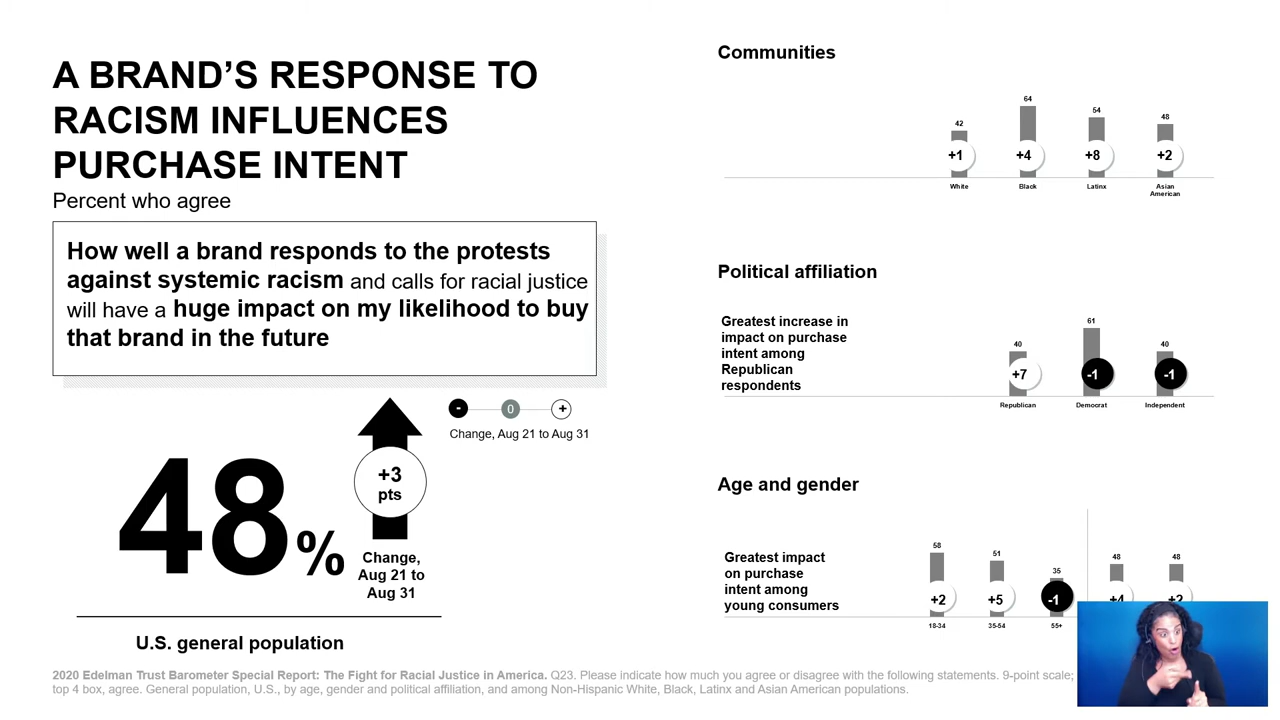 A BRAND’S RESPONSE TO
RACISM INFLUENCES
PURCHASE INTENT
Percent who agree
How well a brand responds to the protests
against systemic racism and calls for racial justice
will have a huge impact on my likelihood to buy
that brand in the future
- 0 +
Change, Aug 21 to Aug 31
48%
+3
pts
Change,
Aug 21 to
Aug 31
U.S. general population
Communities
42 64 54 48
+1 +4 +8 +2
White Black Latinx Asian
American
Political affiliation
Greatest increase in
impact on purchase
intent among
Republican
respondents
40 61 40
+7 -1 -1
Republican Democrat Independent
Age and gender
Greatest impact
on purchase
intent among
young consumers
58 51 35 48 48
+2 +5 -1 +4 +2
18-34 35-54 55+
2020 Edelman Trust Barometer Special Report: The Fight for Racial Justice in America. Q23. Please indicate how much you agree or disagree with the following statements. 9-point scale;
top 4 box, agree. General population, U.S., by age, gender and political affiliation, and among Non-Hispanic White, Black, Latinx and Asian American populations.